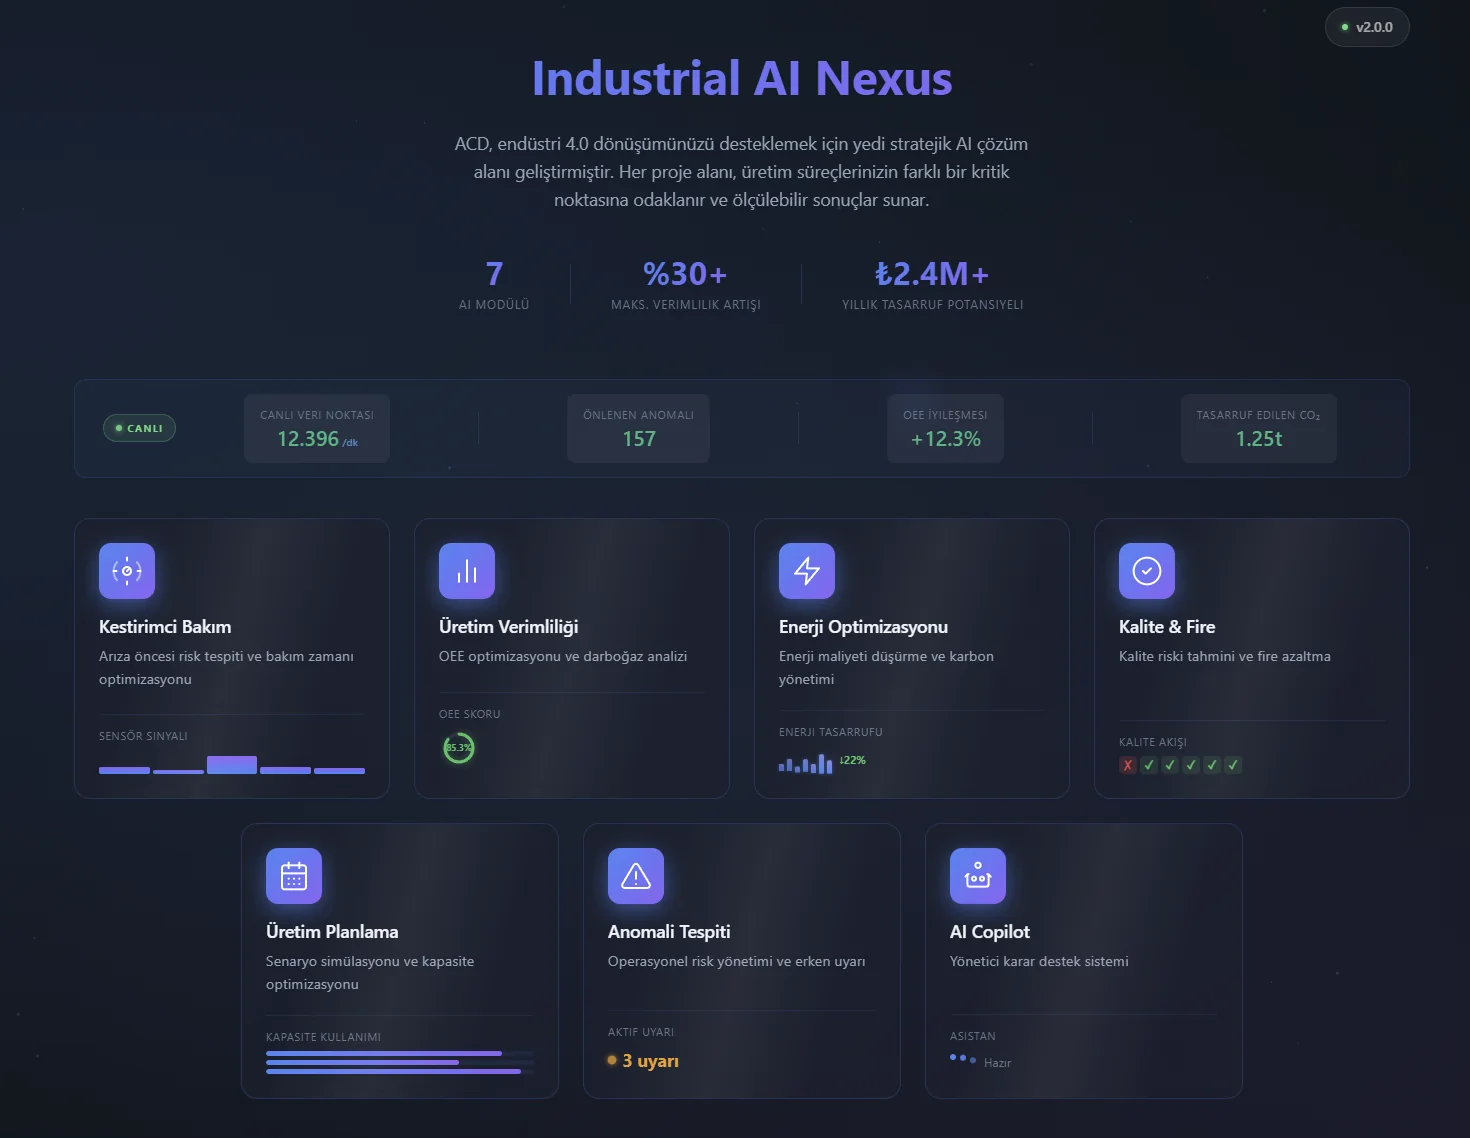 v2.0.0
Industrial AI Nexus
ACD, endüstri 4.0 dönüşümünüzü desteklemek için yedi stratejik AI çözüm
alanı geliştirmiştir. Her proje alanı, üretim süreçlerinizin farklı bir kritik
noktasına odaklanır ve ölçülebilir sonuçlar sunar.
7
AI MODÜLÜ
%30+
MAKS. VERIMLILIK ARTIŞI
₺2.4M+
YILLIK TASARRUF POTANSIYELI
CANLI
CANLI VERI NOKTASI
12.396 /dk
ÖNLENEN ANOMALI
157
OEE İYILEŞMESI
+12.3%
TASARRUF EDILEN CO₂
1.25t
Kestirimci Bakım
Arıza öncesi risk tespiti ve bakım zamanı
optimizasyonu
SENSÖR SINYALI
Üretim Verimliliği
OEE optimizasyonu ve darboğaz analizi
OEE SKORU
85.3%
Enerji Optimizasyonu
Enerji maliyeti düşürme ve karbon
yönetimi
ENERJI TASARRUFU
↓22%
Kalite & Fire
Kalite riski tahmini ve fire azaltma
KALITE AKIŞI
✗ ✓ ✓ ✓ ✓ ✓
Üretim Planlama
Senaryo simülasyonu ve kapasite
optimizasyonu
KAPASITE KULLANIMI
Anomali Tespiti
Operasyonel risk yönetimi ve erken uyarı
AKTIF UYARI
3 uyarı
AI Copilot
Yönetici karar destek sistemi
ASISTAN
Hazır